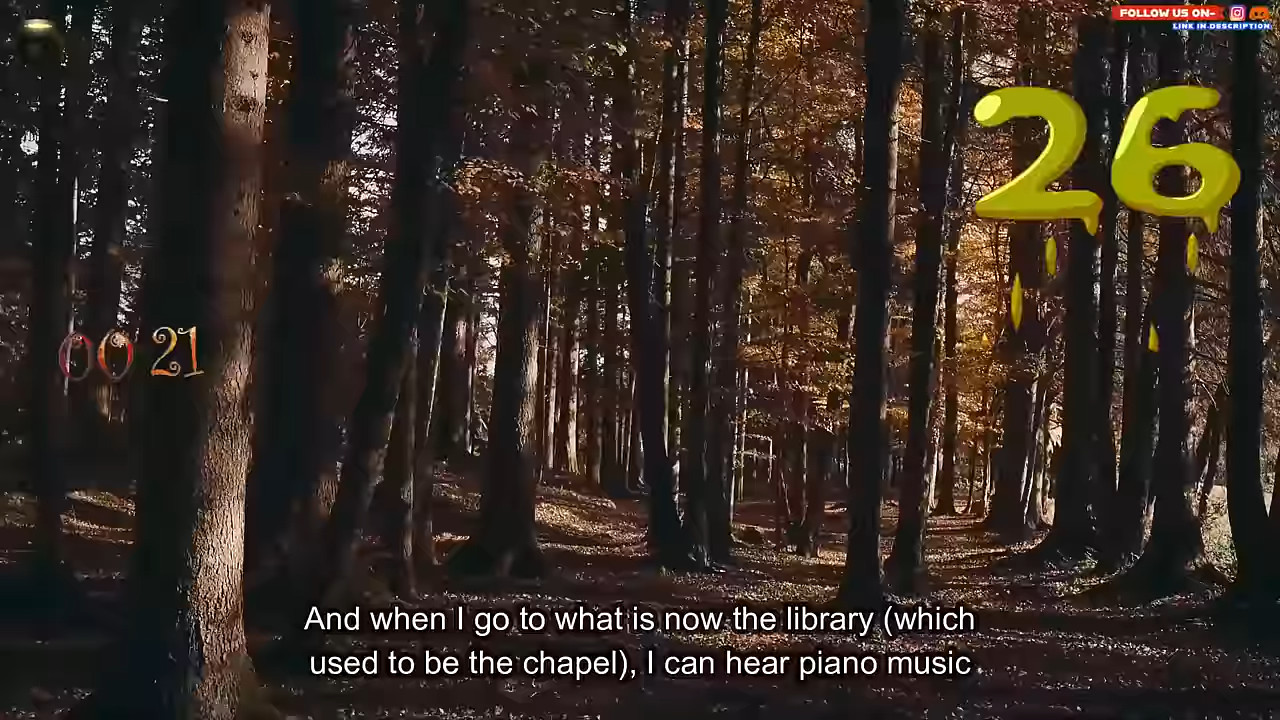 FOLLOW US ON-
LINK IN DESCRIPTION
26
00 21
And when I go to what is now the library (which
used to be the chapel), I can hear piano music